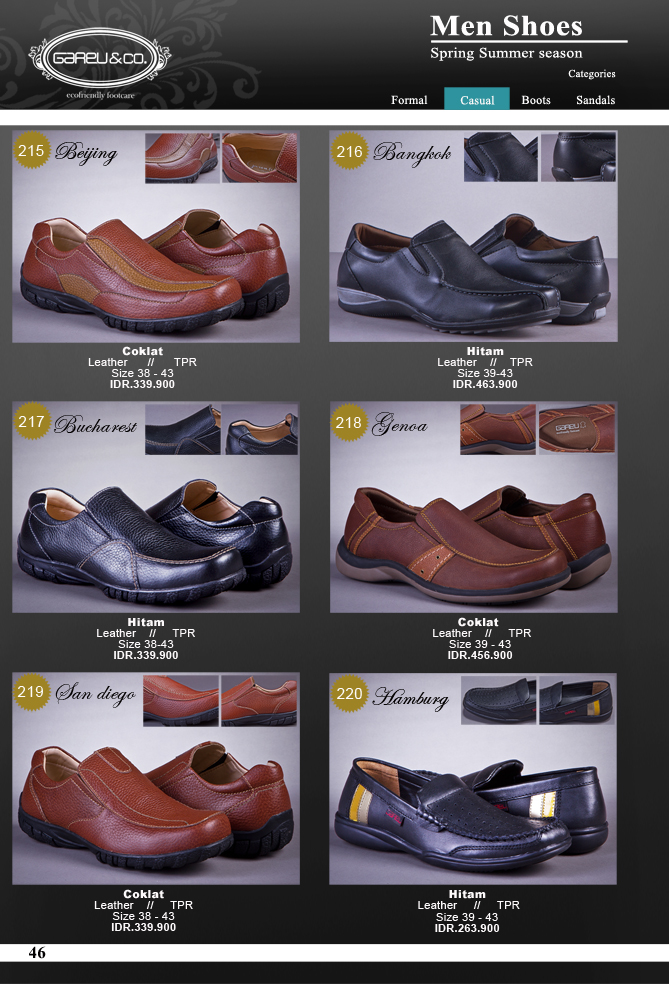 GAREU&CO.
ecofriendly footcare
Men Shoes
Spring Summer season
Categories
Formal Casual Boots Sandals
215 Beijing
Coklat
Leather // TPR
Size 38 - 43
IDR.339.900
216 Bangkok
Hitam
Leather // TPR
Size 39-43
IDR.463.900
217 Bucharest
Hitam
Leather // TPR
Size 38-43
IDR.339.900
218 Genoa
GAREU
Coklat
Leather // TPR
Size 39 - 43
IDR.456.900
219 San diego
Coklat
Leather // TPR
Size 38 - 43
IDR.339.900
220 Hamburg
Hitam
Leather // TPR
Size 39 - 43
IDR.263.900
46